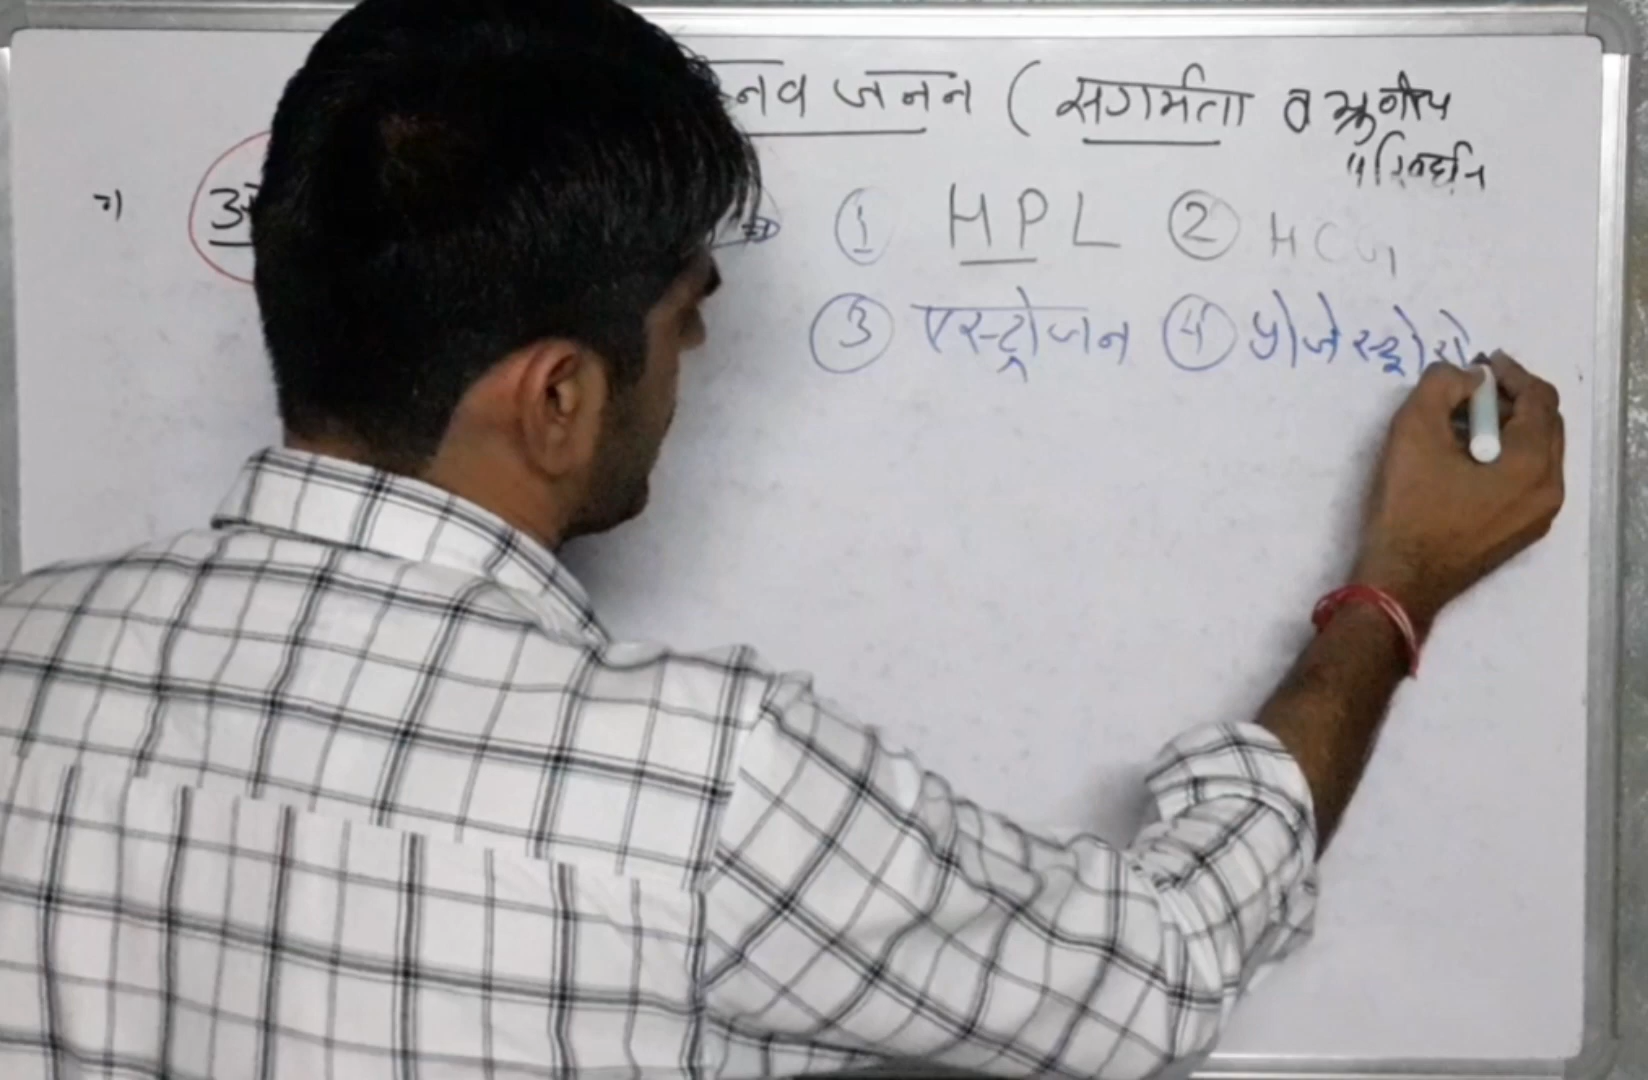 नव जनन ( सगर्भता व भ्रुणीय
परिवर्धन
① HPL ② HCG
③ एस्ट्रोजन ④ प्रोजेस्ट्रोरो